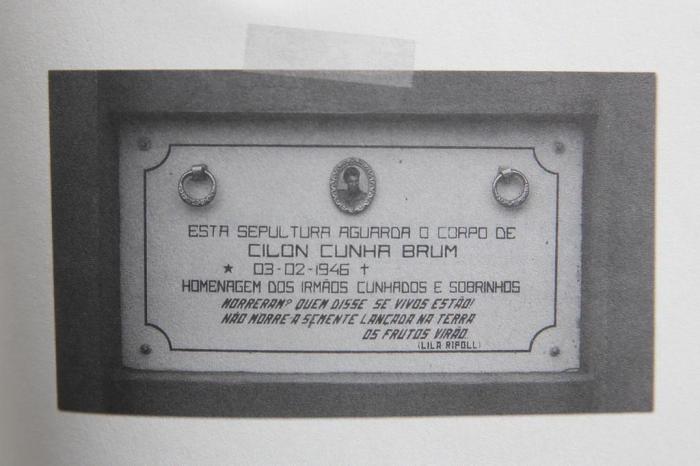 ESTA SEPULTURA AGUARDA O CORPO DE
CILON CUNHA BRUM
★ 03-02-1946 ✝
HOMENAGEM DOS IRMÃOS CUNHADOS E SOBRINHOS
MORRERAM? QUEM DISSE SE VIVOS ESTÃO!
NÃO MORRE A SEMENTE LANÇADA NA TERRA
OS FRUTOS VIRÃO.
(LILA RIPOLL)